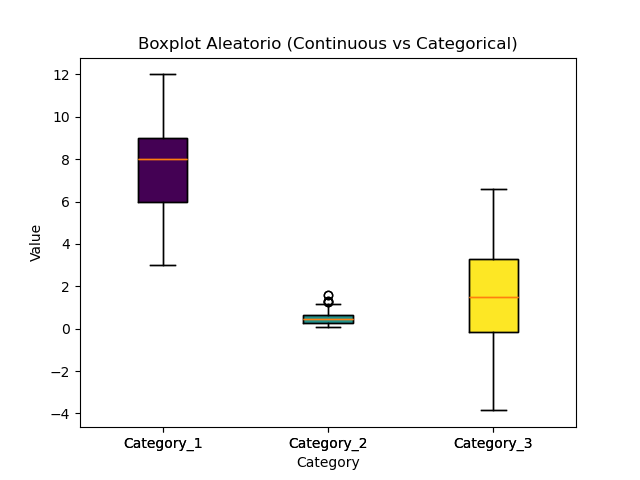 Boxplot Aleatorio (Continuous vs Categorical)
12
10
8
6
4
2
0
−2
−4
Value
Category_1 Category_2 Category_3
Category